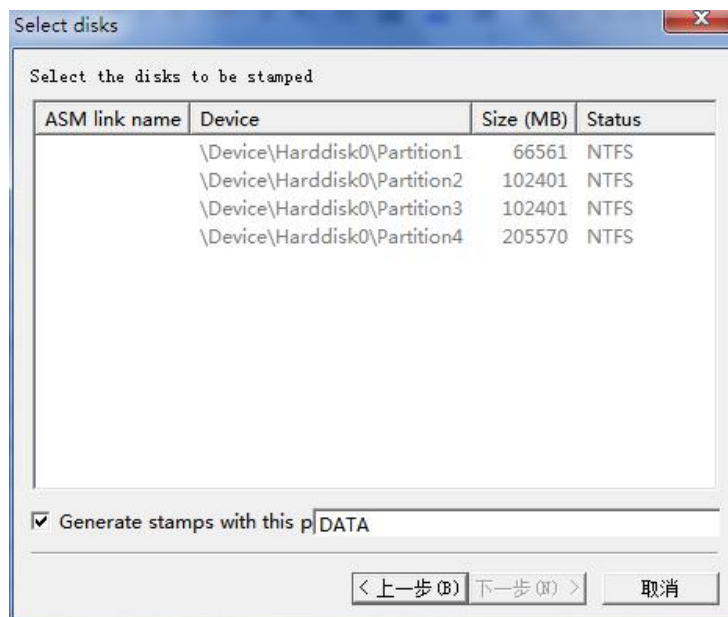 Select disks
Select the disks to be stamped
ASM link name Device Size (MB) Status
\Device\Harddisk0\Partition1 66561 NTFS
\Device\Harddisk0\Partition2 102401 NTFS
\Device\Harddisk0\Partition3 102401 NTFS
\Device\Harddisk0\Partition4 205570 NTFS
Generate stamps with this p DATA
< 上一步(B) 下一步(N) > 取消